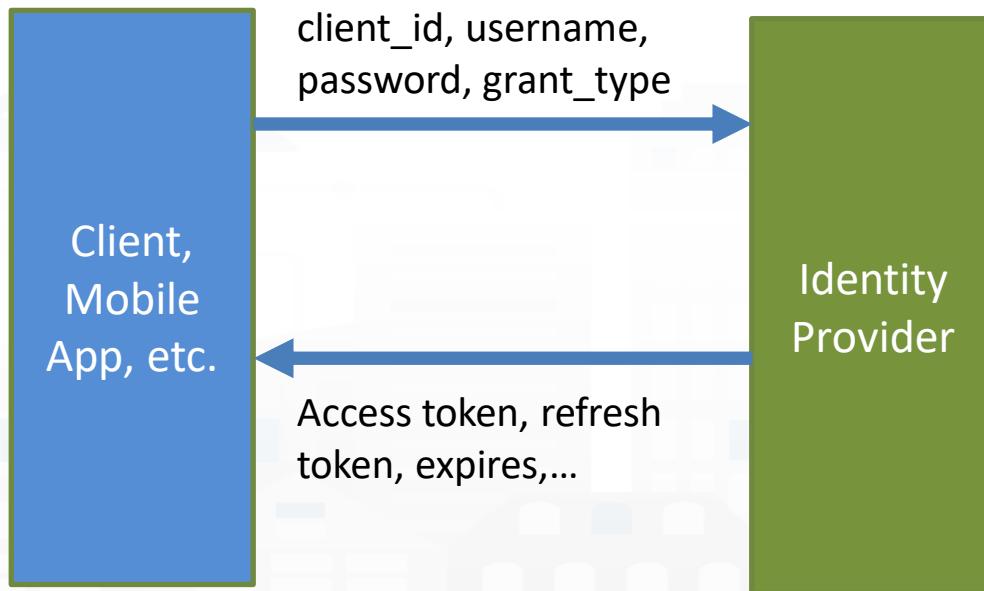 client_id, username,
password, grant_type
Client,
Mobile
App, etc.
Identity
Provider
Access token, refresh
token, expires,…